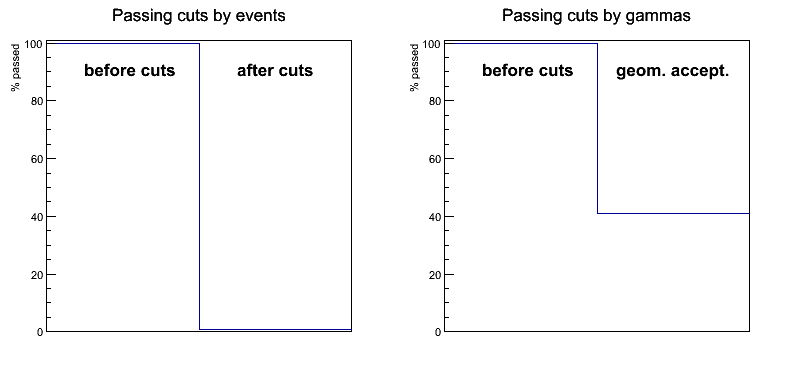 Passing cuts by events
% passed
100
80
60
40
20
0
before cuts
after cuts
Passing cuts by gammas
% passed
100
80
60
40
20
0
before cuts
geom. accept.